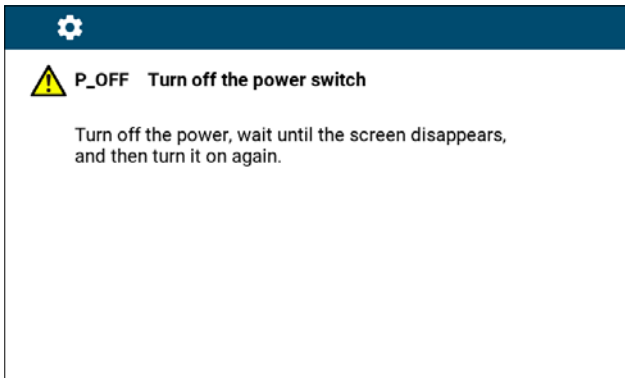 P_OFF Turn off the power switch
Turn off the power, wait until the screen disappears,
and then turn it on again.